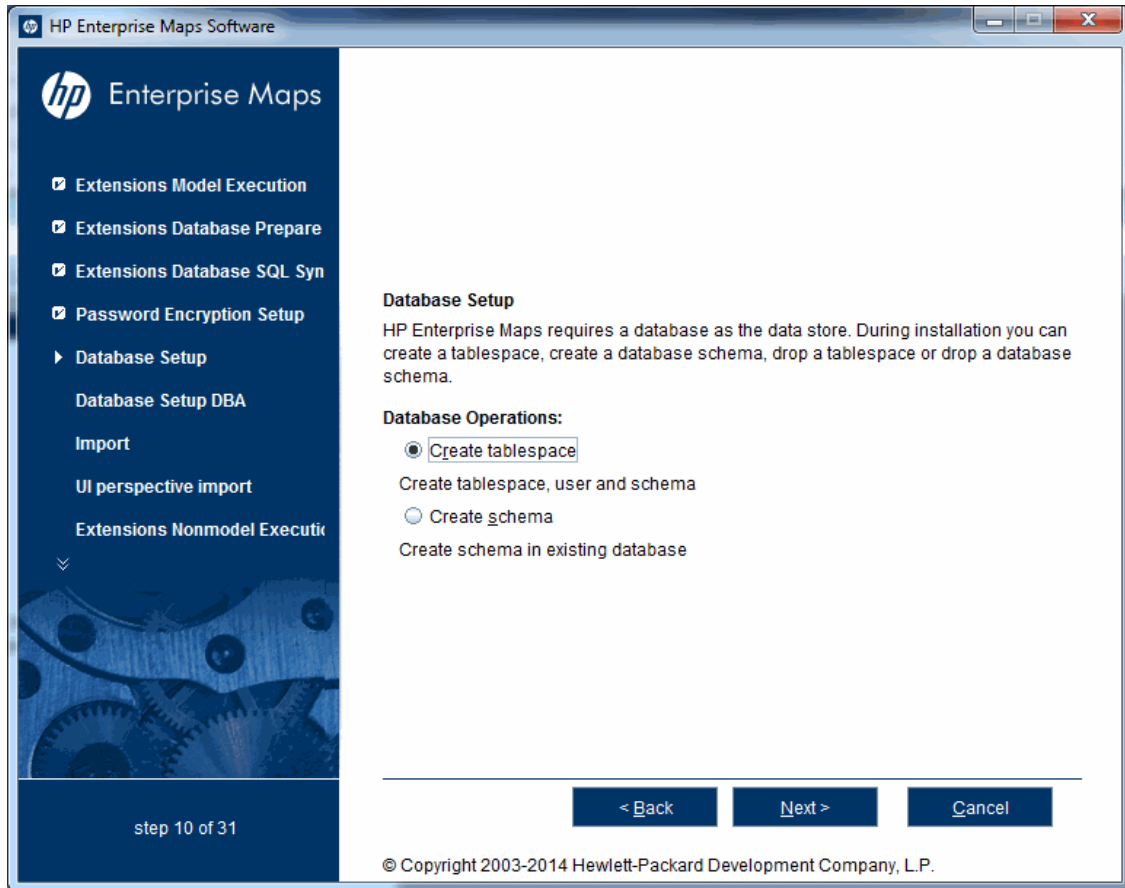 HP Enterprise Maps Software
hp Enterprise Maps
Extensions Model Execution
Extensions Database Prepare
Extensions Database SQL Syn
Password Encryption Setup
Database Setup
Database Setup DBA
Import
UI perspective import
Extensions Nonmodel Executic
step 10 of 31
Database Setup
HP Enterprise Maps requires a database as the data store. During installation you can
create a tablespace, create a database schema, drop a tablespace or drop a database
schema.
Database Operations:
Create tablespace
Create tablespace, user and schema
Create schema
Create schema in existing database
< Back
Next >
Cancel
© Copyright 2003-2014 Hewlett-Packard Development Company, L.P.